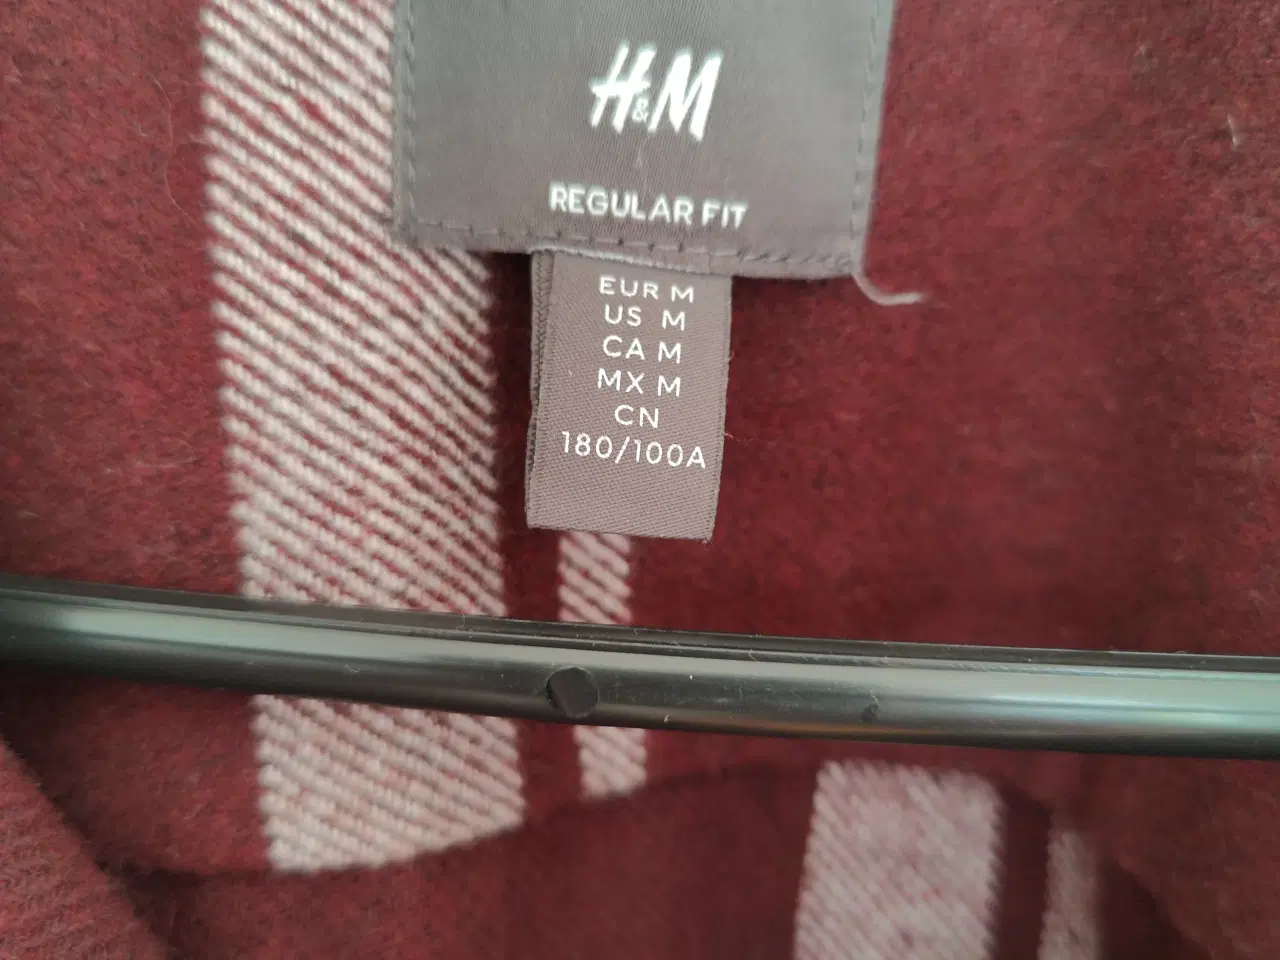 H&M
REGULAR FIT
EUR M
US M
CA M
MX M
CN
180/100A